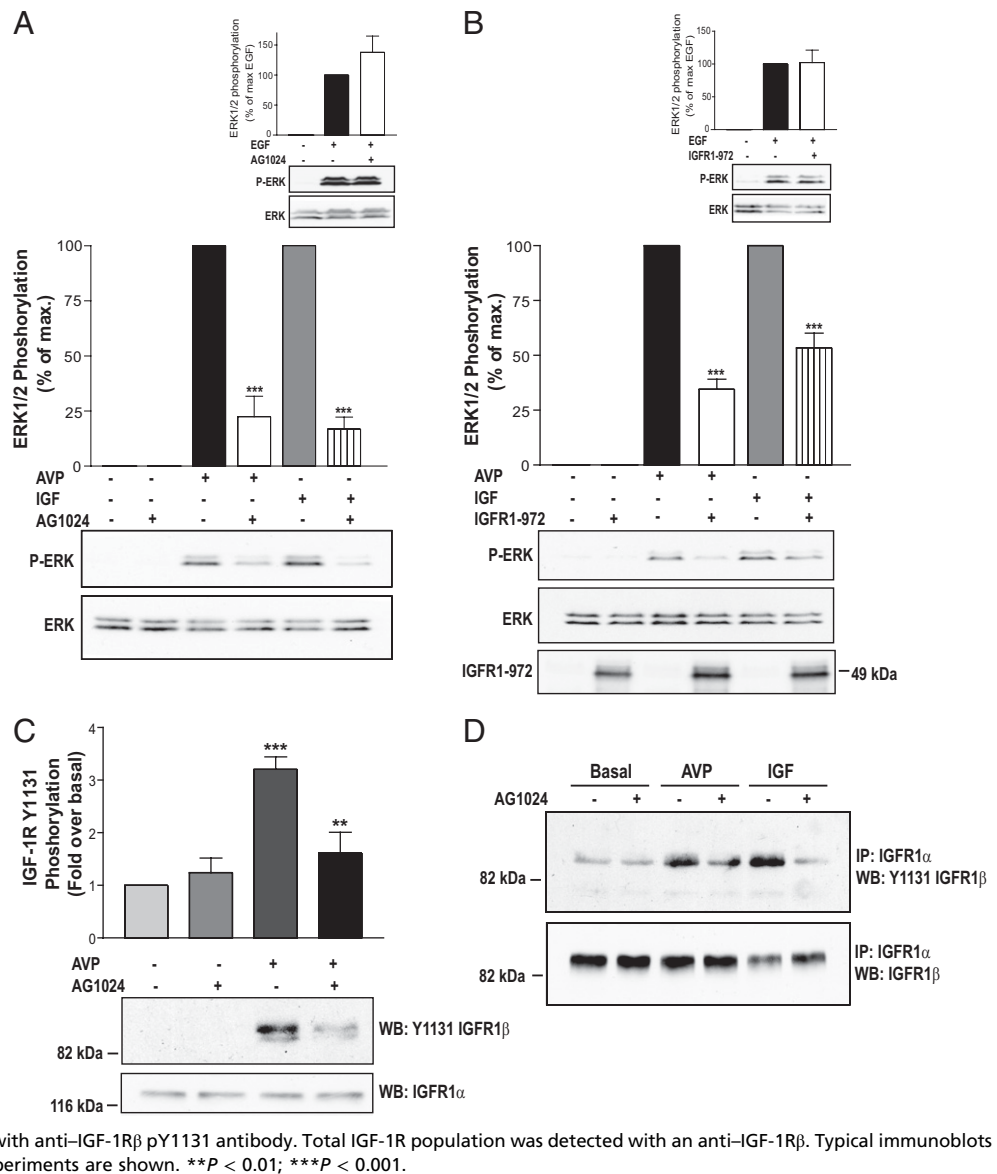 A
ERK1/2 phosphorylation
(% of max EGF)
150
100
50
0
EGF - + +
AG1024 - - +
P-ERK
ERK
ERK1/2 Phoshorylation
(% of max.)
100
75
50
25
0
***
***
AVP - - + + - -
IGF - - - - + +
AG1024 - + - + - +
P-ERK
ERK
B
ERK1/2 phosphorylation
(% of max EGF)
150
100
50
0
EGF - + +
IGFR1-972 - - +
P-ERK
ERK
ERK1/2 Phoshorylation
(% of max.)
100
75
50
25
0
***
***
AVP - - + + - -
IGF - - - - + +
IGFR1-972 - + - + - +
P-ERK
ERK
IGFR1-972
49 kDa
C
IGF-1R Y1131
Phoshorylation
(Fold over basal)
4
3
2
1
0
***
**
AVP - - + +
AG1024 - + - +
82 kDa
WB: Y1131 IGFR1β
116 kDa
WB: IGFR1α
D
Basal AVP IGF
AG1024 - + - + - +
82 kDa
IP: IGFR1α
WB: Y1131 IGFR1β
82 kDa
IP: IGFR1α
WB: IGFR1β
with anti–IGF-1Rβ pY1131 antibody. Total IGF-1R population was detected with an anti–IGF-1Rβ. Typical immunoblots
periments are shown. **P < 0.01; ***P < 0.001.